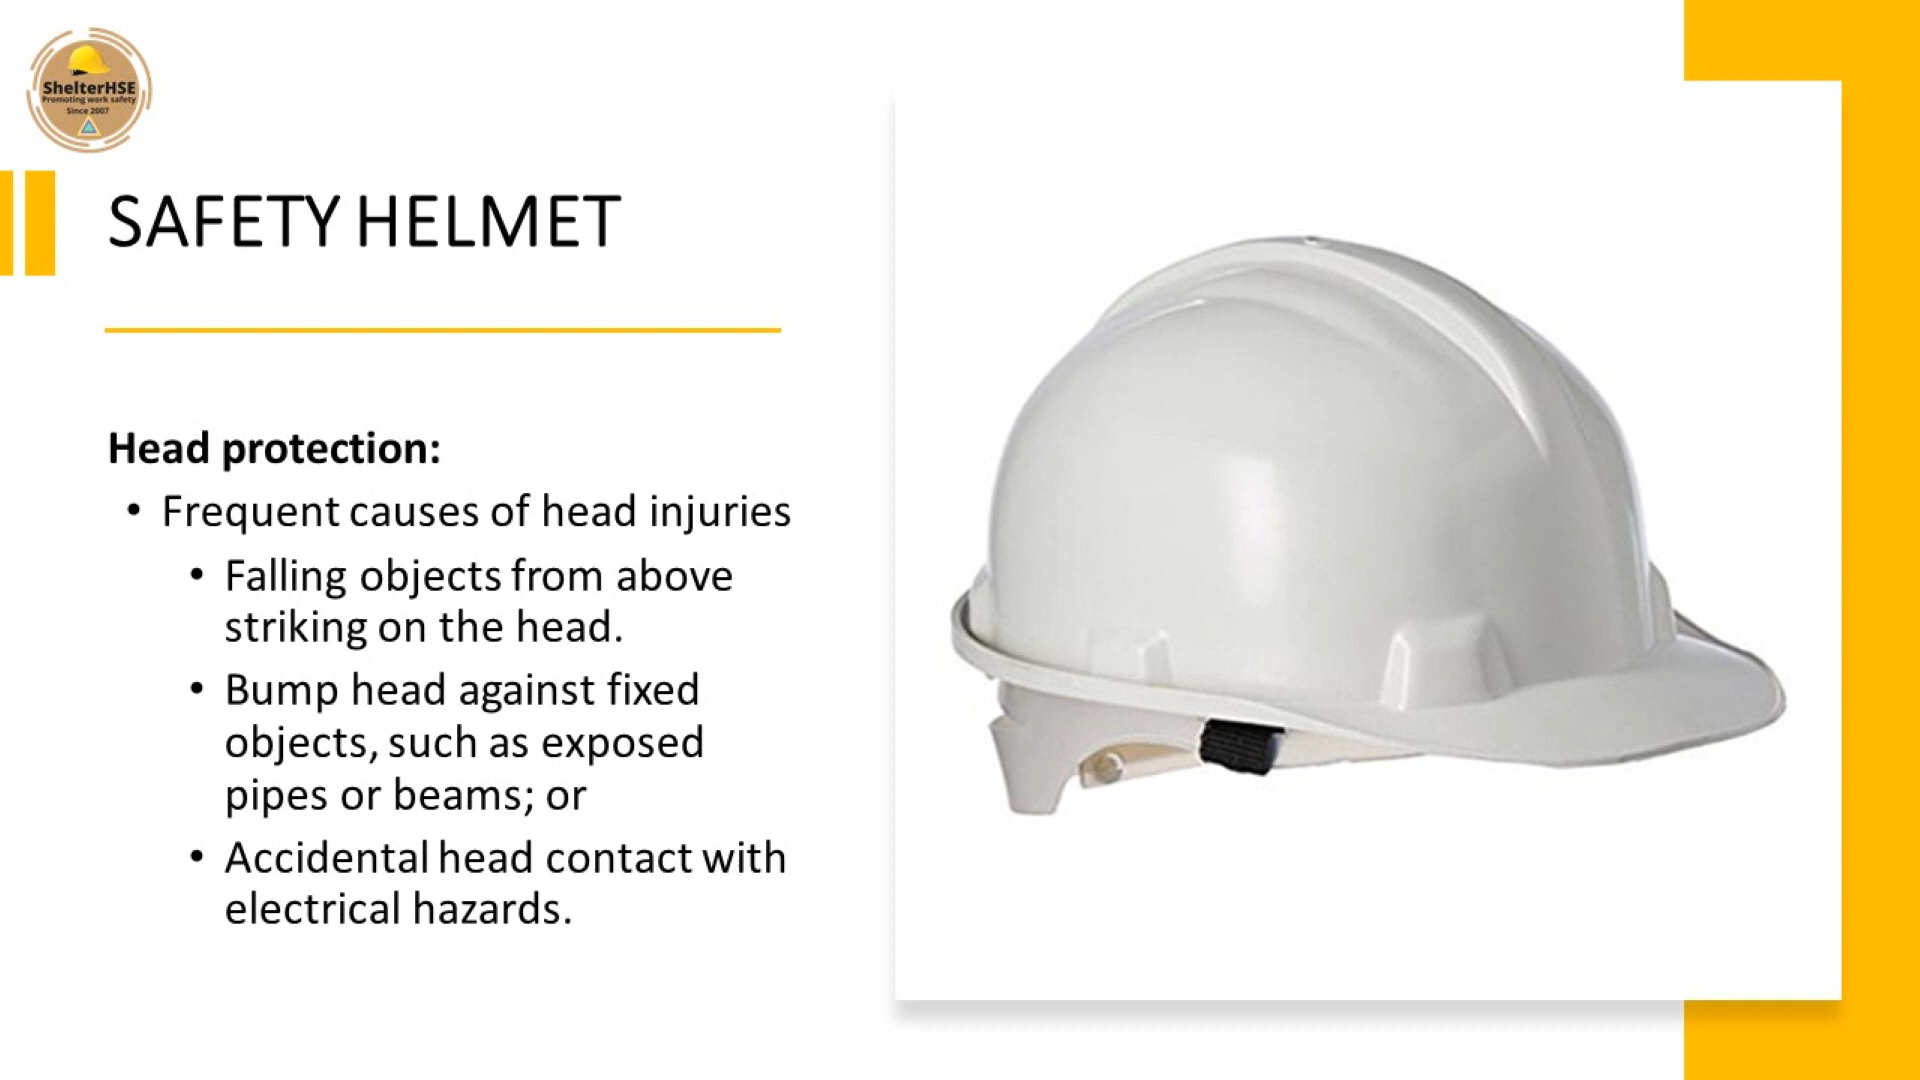 ShelterHSE
Promoting work safety
Since 2007
SAFETY HELMET
Head protection:
• Frequent causes of head injuries
• Falling objects from above
striking on the head.
• Bump head against fixed
objects, such as exposed
pipes or beams; or
• Accidental head contact with
electrical hazards.